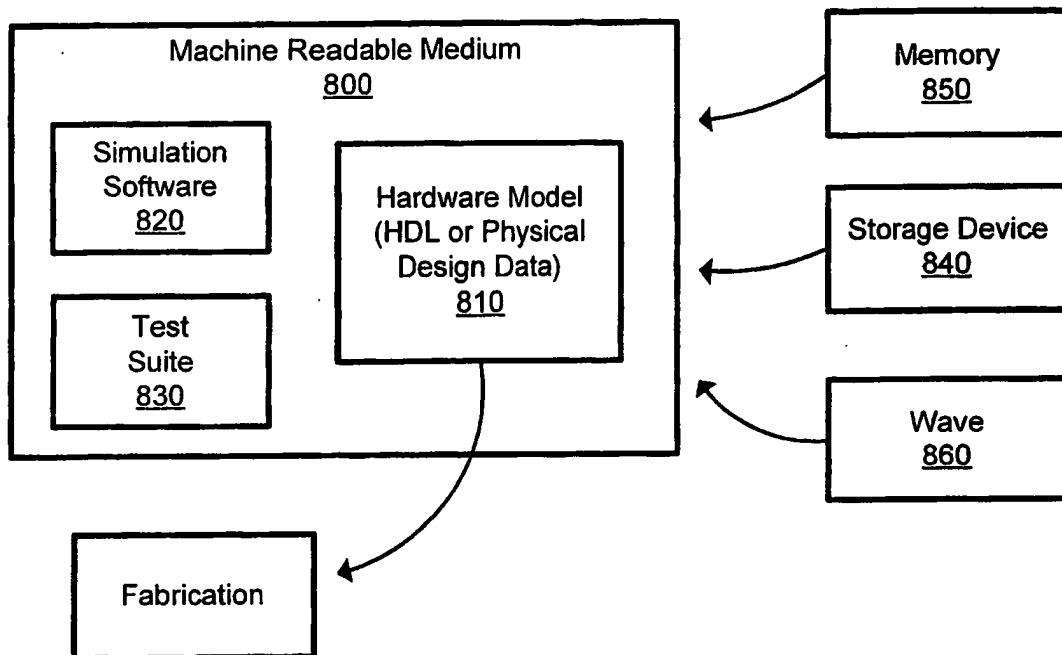 Machine Readable Medium
800
Simulation
Software
820
Test
Suite
830
Hardware Model
(HDL or Physical
Design Data)
810
Memory
850
Storage Device
840
Wave
860
Fabrication